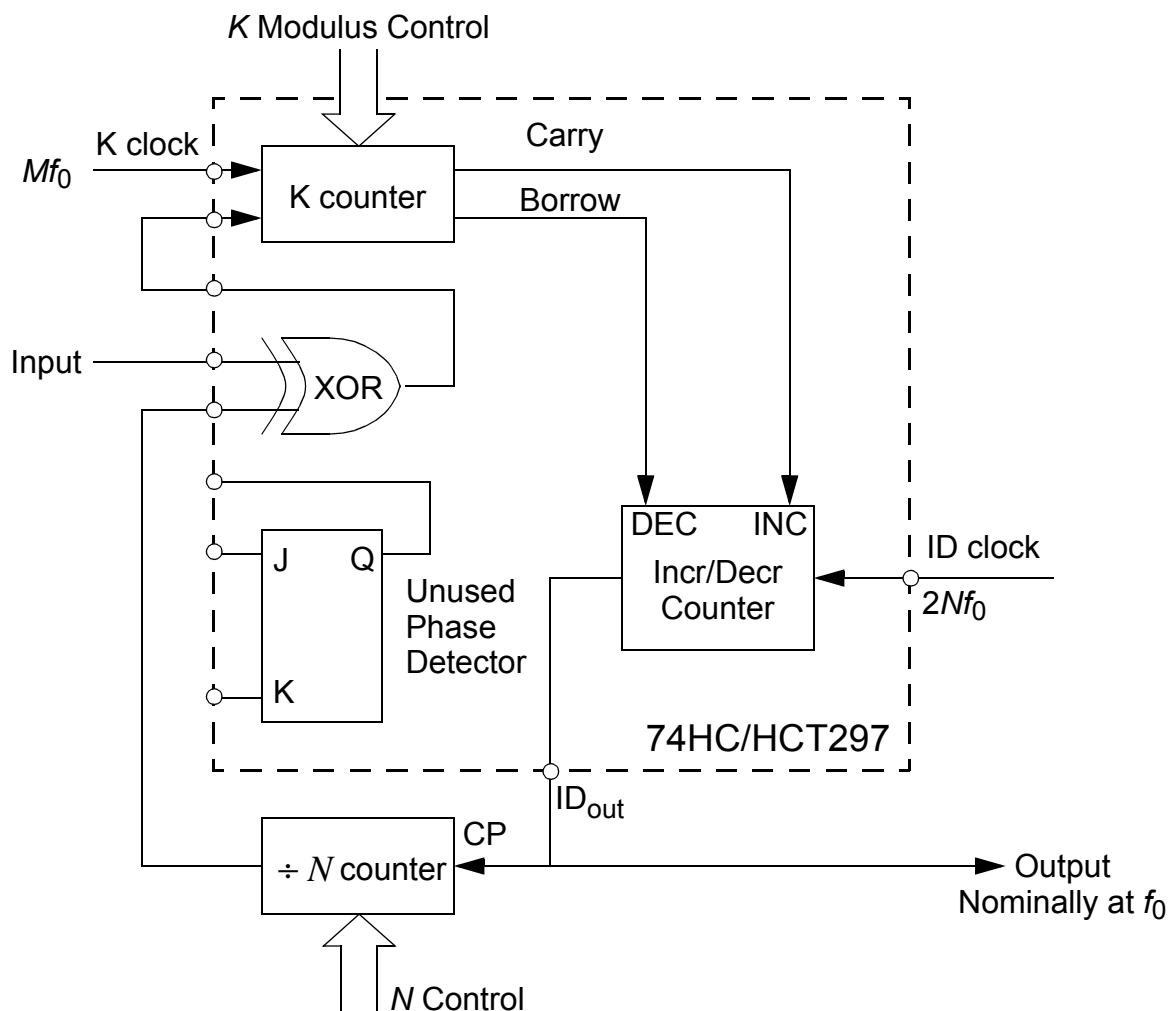 K Modulus Control
K clock
Mf0
K counter
Carry
Borrow
Input
XOR
J
Q
K
Unused
Phase
Detector
DEC
INC
Incr/Decr
Counter
ID clock
2Nf0
74HC/HCT297
IDout
CP
÷ N counter
Output
Nominally at f0
N Control